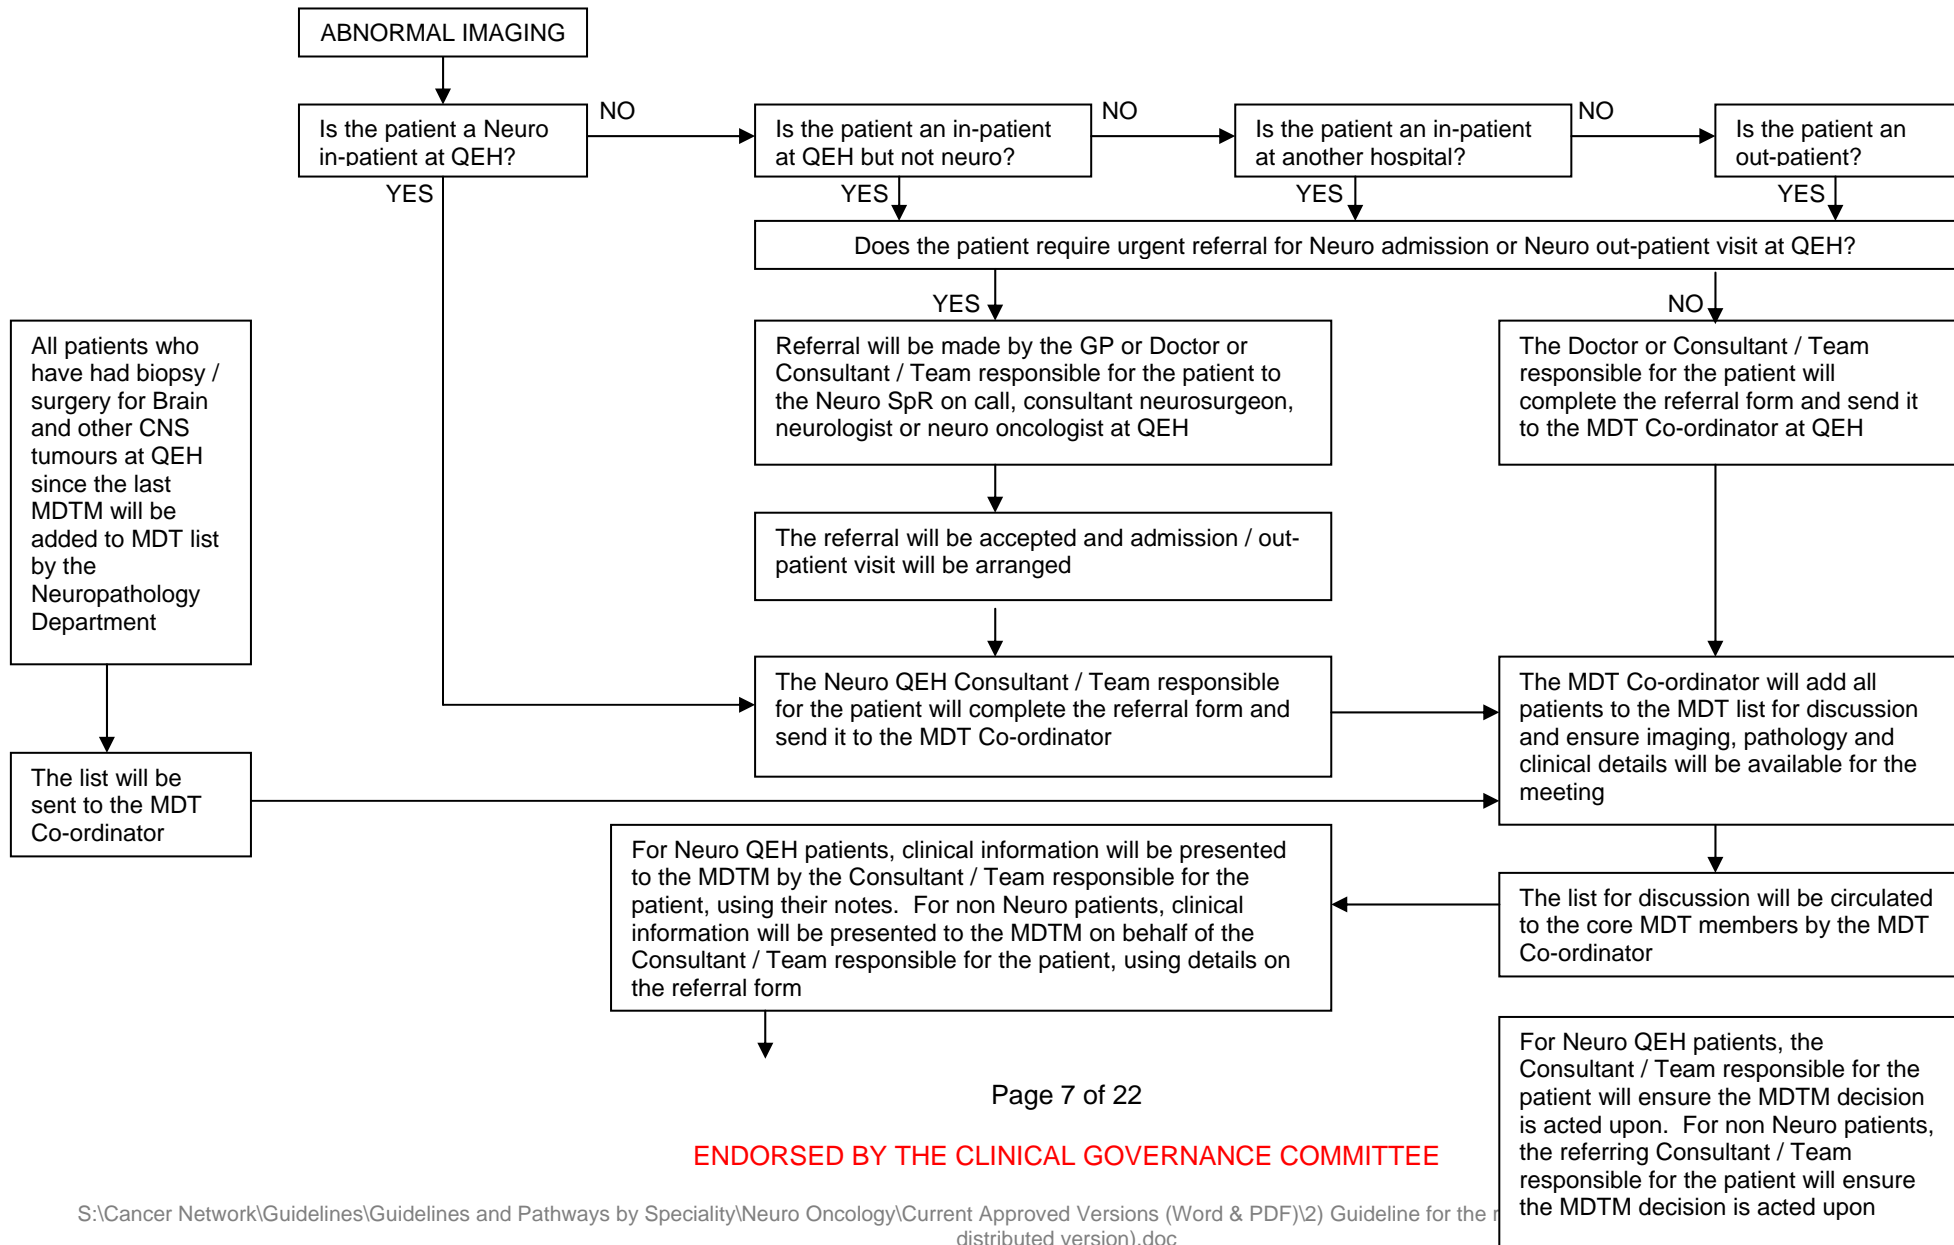 ABNORMAL IMAGING
Is the patient a Neuro
in-patient at QEH?
NO
Is the patient an in-patient
at QEH but not neuro?
NO
Is the patient an in-patient
at another hospital?
NO
Is the patient an
out-patient?
YES
YES
YES
YES
Does the patient require urgent referral for Neuro admission or Neuro out-patient visit at QEH?
YES
NO
All patients who
have had biopsy /
surgery for Brain
and other CNS
tumours at QEH
since the last
MDTM will be
added to MDT list
by the
Neuropathology
Department
Referral will be made by the GP or Doctor or
Consultant / Team responsible for the patient to
the Neuro SpR on call, consultant neurosurgeon,
neurologist or neuro oncologist at QEH
The Doctor or Consultant / Team
responsible for the patient will
complete the referral form and send it
to the MDT Co-ordinator at QEH
The referral will be accepted and admission / out-
patient visit will be arranged
The Neuro QEH Consultant / Team responsible
for the patient will complete the referral form and
send it to the MDT Co-ordinator
The MDT Co-ordinator will add all
patients to the MDT list for discussion
and ensure imaging, pathology and
clinical details will be available for the
meeting
The list will be
sent to the MDT
Co-ordinator
For Neuro QEH patients, clinical information will be presented
to the MDTM by the Consultant / Team responsible for the
patient, using their notes.  For non Neuro patients, clinical
information will be presented to the MDTM on behalf of the
Consultant / Team responsible for the patient, using details on
the referral form
The list for discussion will be circulated
to the core MDT members by the MDT
Co-ordinator
For Neuro QEH patients, the
Consultant / Team responsible for the
patient will ensure the MDTM decision
is acted upon.  For non Neuro patients,
the referring Consultant / Team
responsible for the patient will ensure
the MDTM decision is acted upon
Page 7 of 22
ENDORSED BY THE CLINICAL GOVERNANCE COMMITTEE
S:\Cancer Network\Guidelines\Guidelines and Pathways by Speciality\Neuro Oncology\Current Approved Versions (Word & PDF)\2) Guideline for the
distributed version).doc